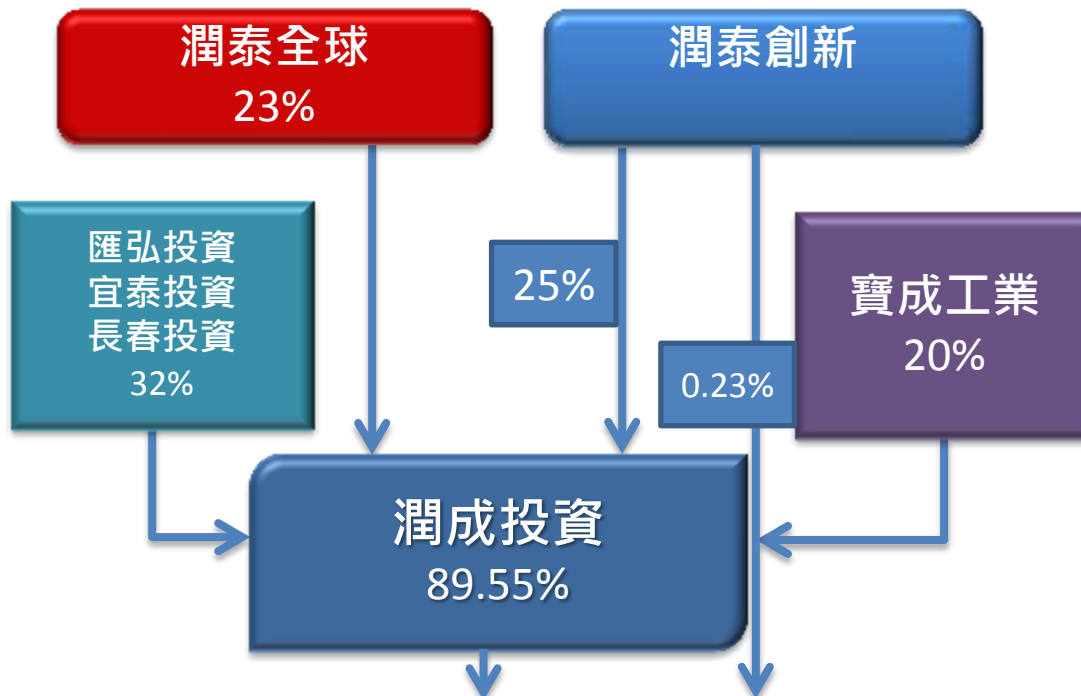 潤泰全球
23%
潤泰創新
匯弘投資
宜泰投資
長春投資
32%
25%
0.23%
寶成工業
20%
潤成投資
89.55%